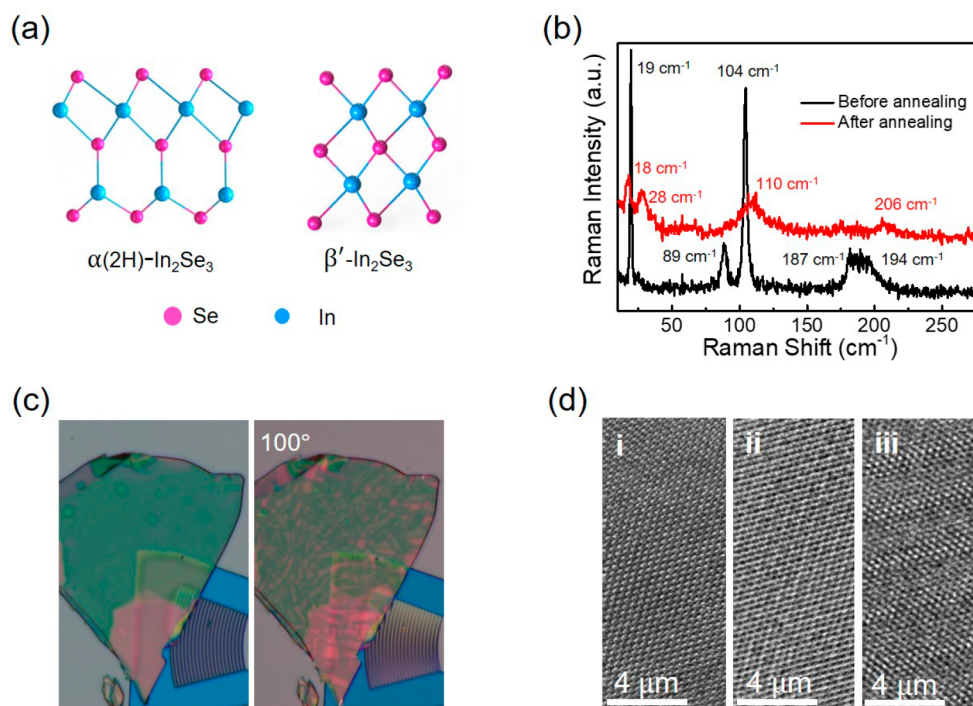 (a)
α(2H)-In₂Se₃
β′-In₂Se₃
Se
In
(b)
Raman Intensity (a.u.)
19 cm⁻¹
104 cm⁻¹
Before annealing
After annealing
18 cm⁻¹
28 cm⁻¹
110 cm⁻¹
206 cm⁻¹
89 cm⁻¹
187 cm⁻¹
194 cm⁻¹
50
100
150
200
250
Raman Shift (cm⁻¹)
(c)
100°
(d)
i
ii
iii
4 μm
4 μm
4 μm